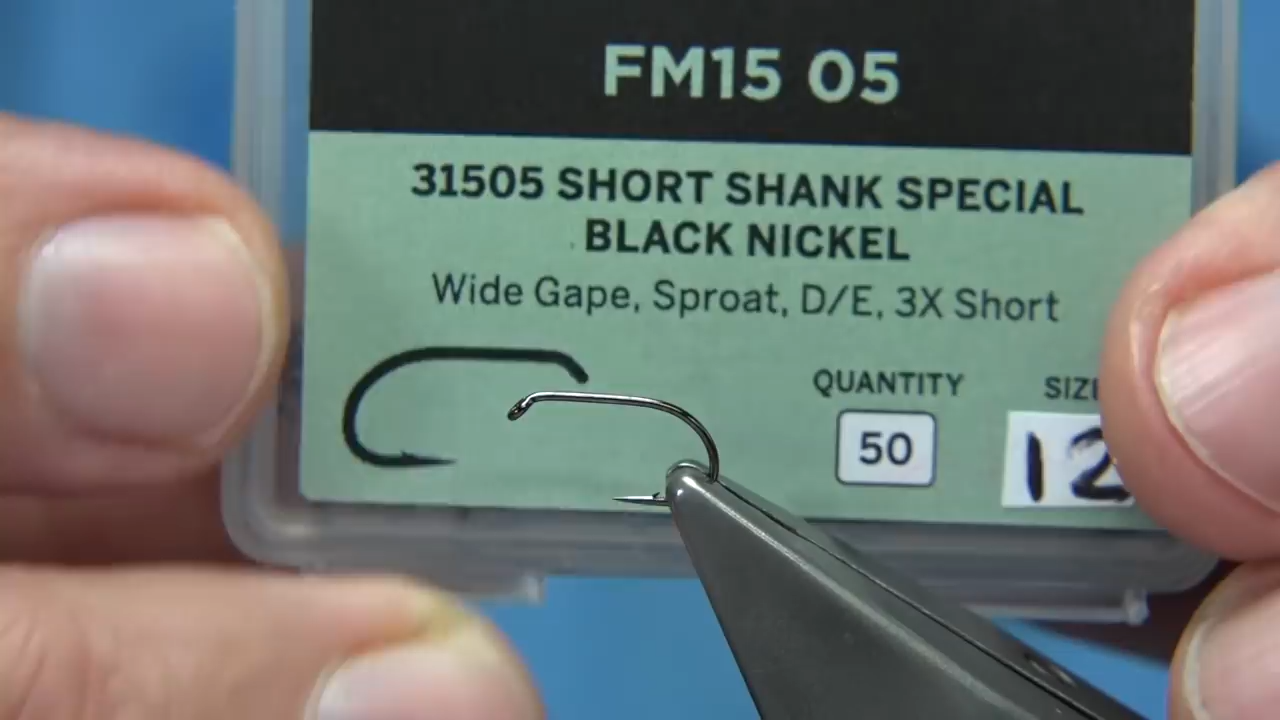 FM15 05
31505 SHORT SHANK SPECIAL
BLACK NICKEL
Wide Gape, Sproat, D/E, 3X Short
QUANTITY
50
12